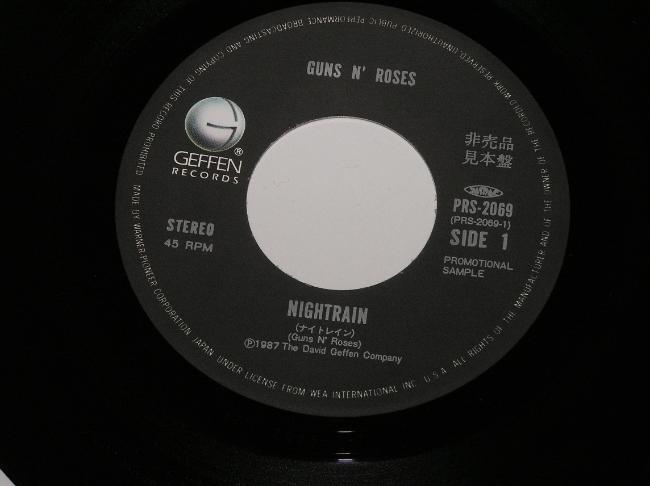 GUNS N' ROSES
G
®
GEFFEN
RECORDS
非売品
見本盤
STEREO
45 RPM
PRS-2069
(PRS-2069-1)
SIDE 1
PROMOTIONAL
SAMPLE
NIGHTRAIN
(ナイトレイン)
(Guns N' Roses)
Ⓟ1987 The David Geffen Company
MADE BY WARNER-PIONEER CORPORATION JAPAN UNDER LICENSE FROM WEA INTERNATIONAL INC. U.S.A. ALL RIGHTS OF THE MANUFACTURER AND OF THE OWNER OF THE RECORDED WORK RESERVED. UNAUTHORIZED PUBLIC PERFORMANCE BROADCASTING AND COPYING OF THIS RECORD PROHIBITED